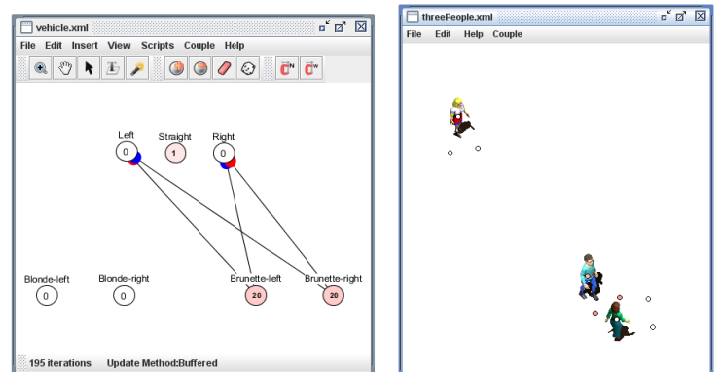 vehicle.xml
File Edit Insert View Scripts Couple Help
N W
Left Straight Right
0 1 0
Blonde-left Blonde-right Brunette-left Brunette-right
0 0 20 20
195 iterations Update Method:Buffered
threePeople.xml
File Edit Help Couple